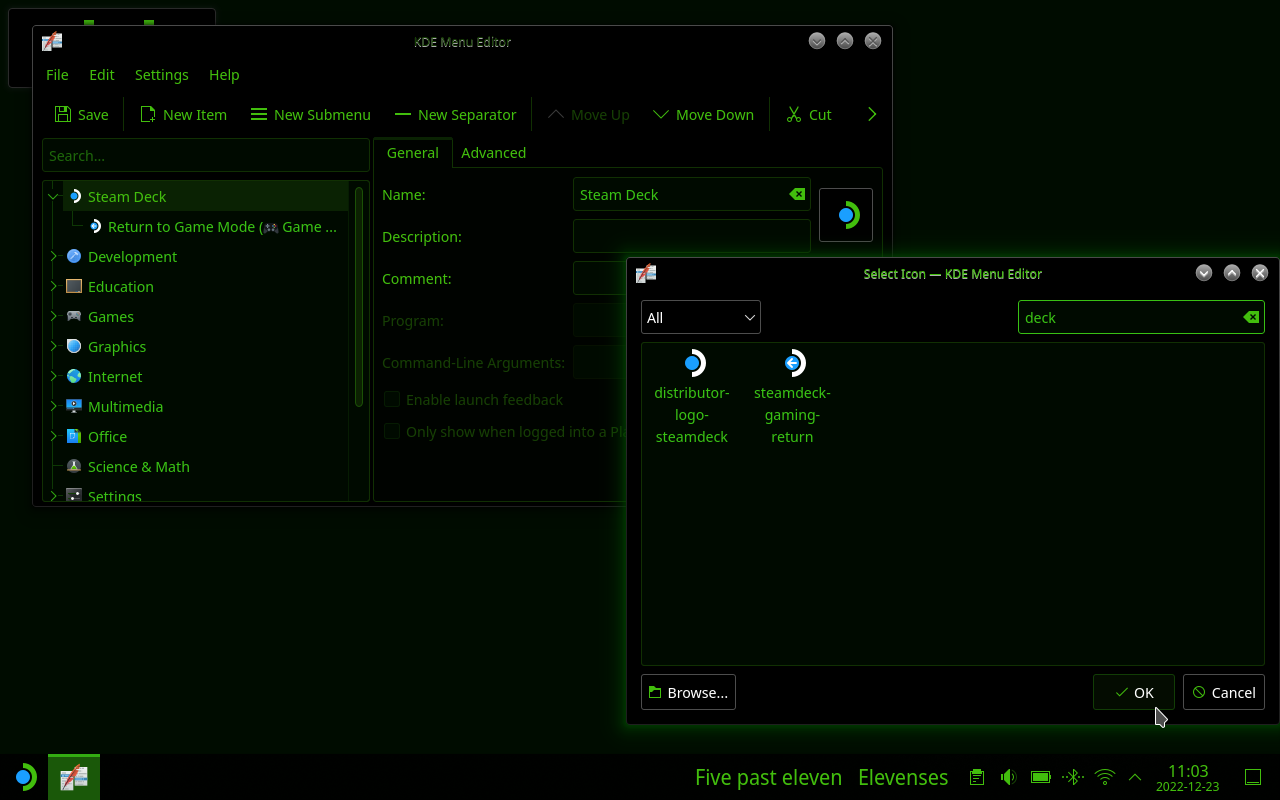 KDE Menu Editor
File Edit Settings Help
Save New Item New Submenu New Separator Move Up Move Down Cut
Search...
Steam Deck
Return to Game Mode (🎮 Game ...
Development
Education
Games
Graphics
Internet
Multimedia
Office
Science & Math
Settings
General Advanced
Name: Steam Deck
Description:
Comment:
Program:
Command-Line Arguments:
Enable launch feedback
Only show when logged into a Pla
Select Icon — KDE Menu Editor
All deck
distributor-
logo-
steamdeck
steamdeck-
gaming-
return
Browse... OK Cancel
Five past eleven Elevenses 11:03
2022-12-23